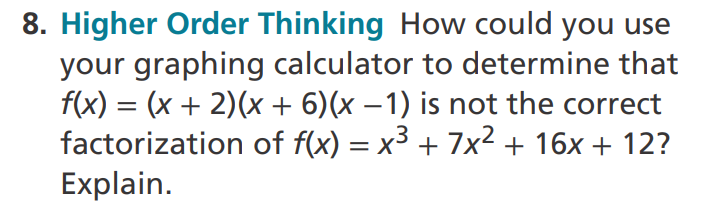 8. Higher Order Thinking How could you use
your graphing calculator to determine that
f(x) = (x + 2)(x + 6)(x −1) is not the correct
factorization of f(x) = x³ + 7x² + 16x + 12?
Explain.